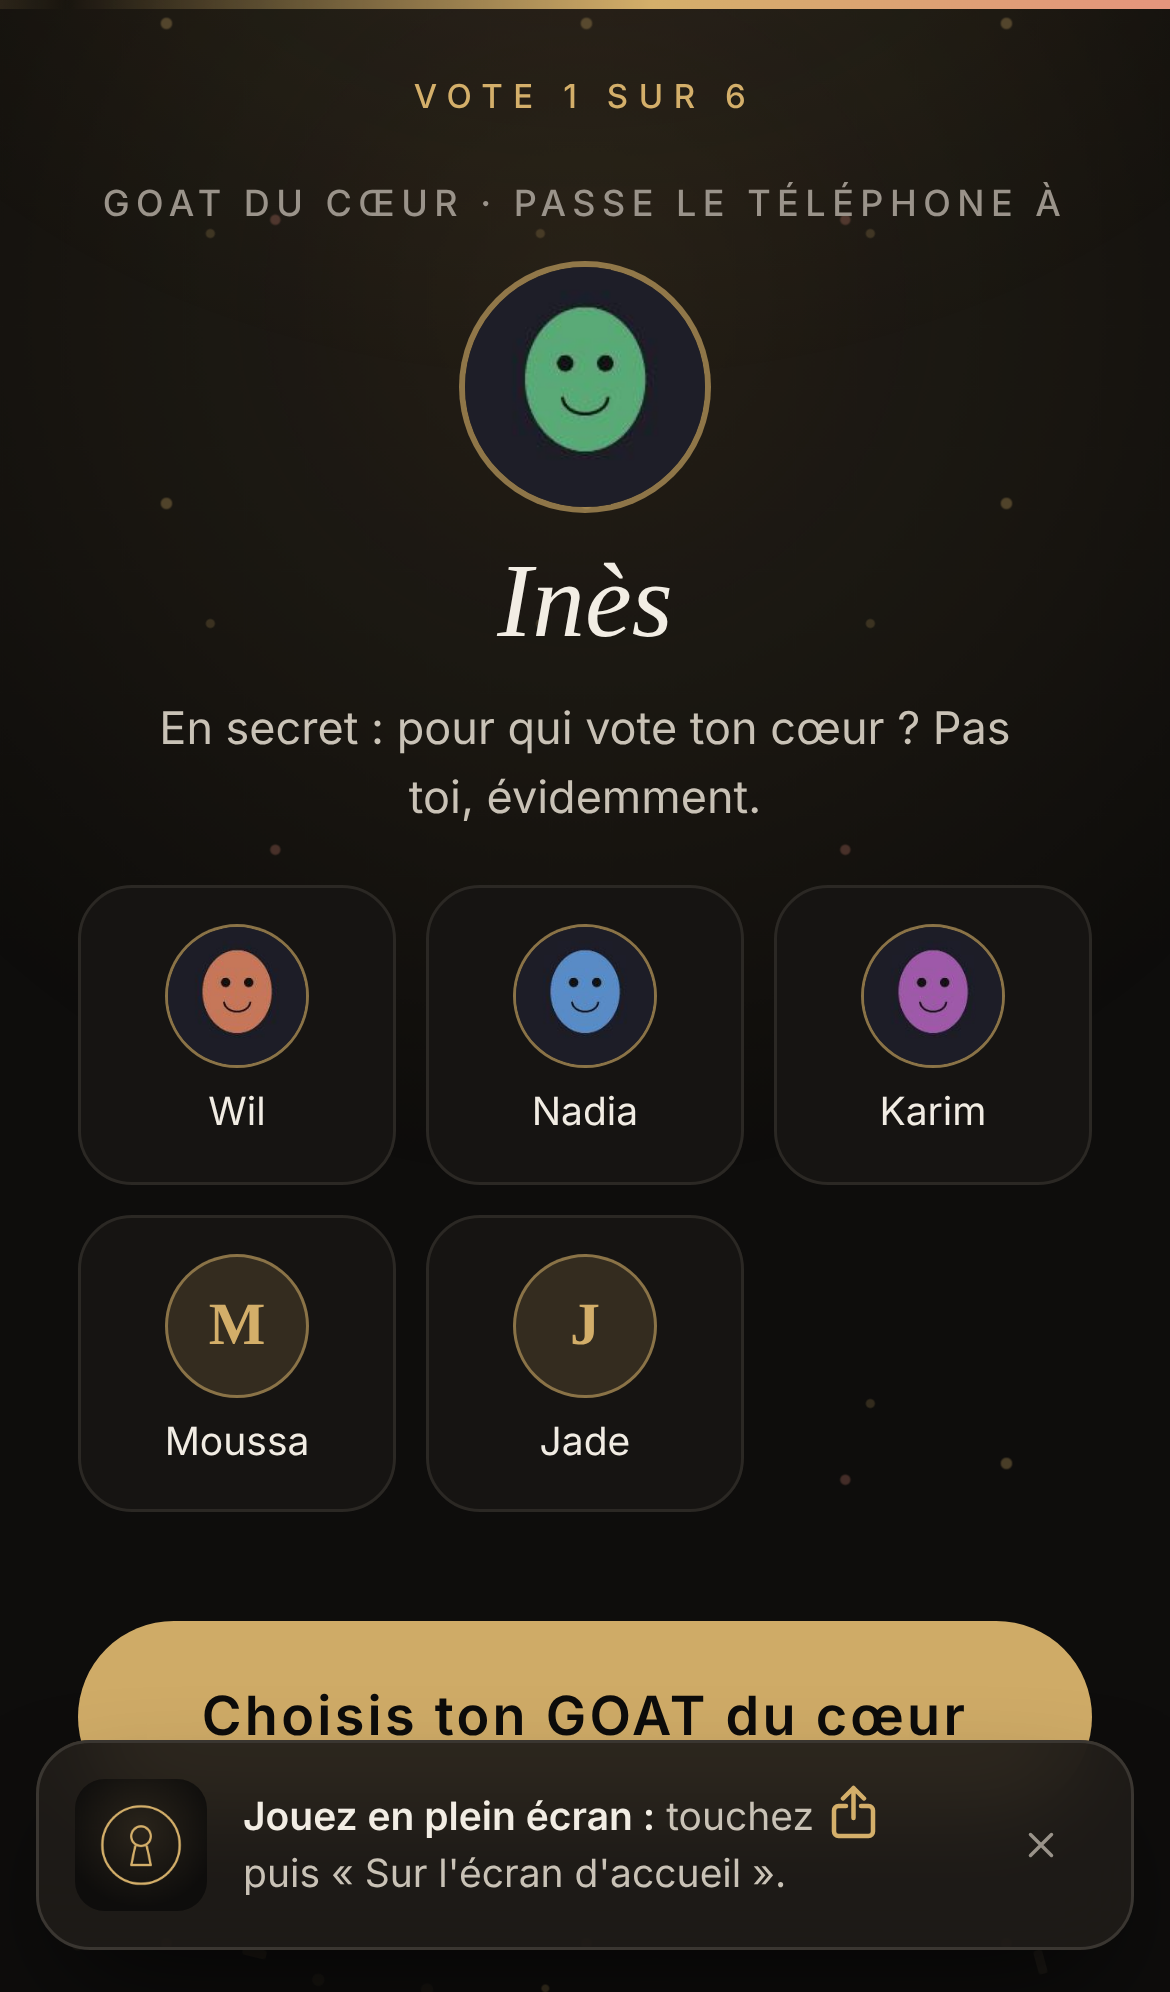 VOTE 1 SUR 6
GOAT DU CŒUR · PASSE LE TÉLÉPHONE À
Inès
En secret : pour qui vote ton cœur ? Pas
toi, évidemment.
Wil
Nadia
Karim
M
Moussa
J
Jade
Choisis ton GOAT du cœur
Jouez en plein écran : touchez
puis « Sur l'écran d'accueil ».